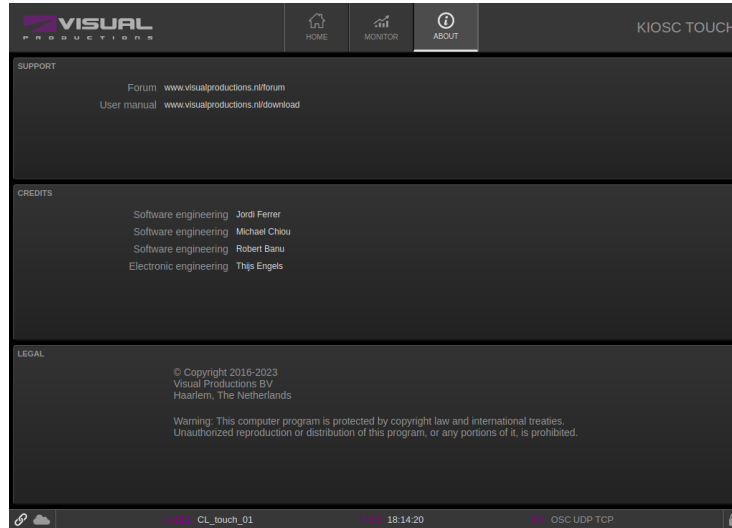 VISUAL
PRODUCTIONS
HOME
MONITOR
ABOUT
KIOSC TOUCH
SUPPORT
Forum www.visualproductions.nl/forum
User manual www.visualproductions.nl/download
CREDITS
Software engineering Jordi Ferrer
Software engineering Michael Chiou
Software engineering Robert Banu
Electronic engineering Thijs Engels
LEGAL
© Copyright 2016-2023
Visual Productions BV
Haarlem, The Netherlands
Warning: This computer program is protected by copyright law and international treaties.
Unauthorized reproduction or distribution of this program, or any portions of it, is prohibited.
CL_touch_01 18:14:20 OSC UDP TCP